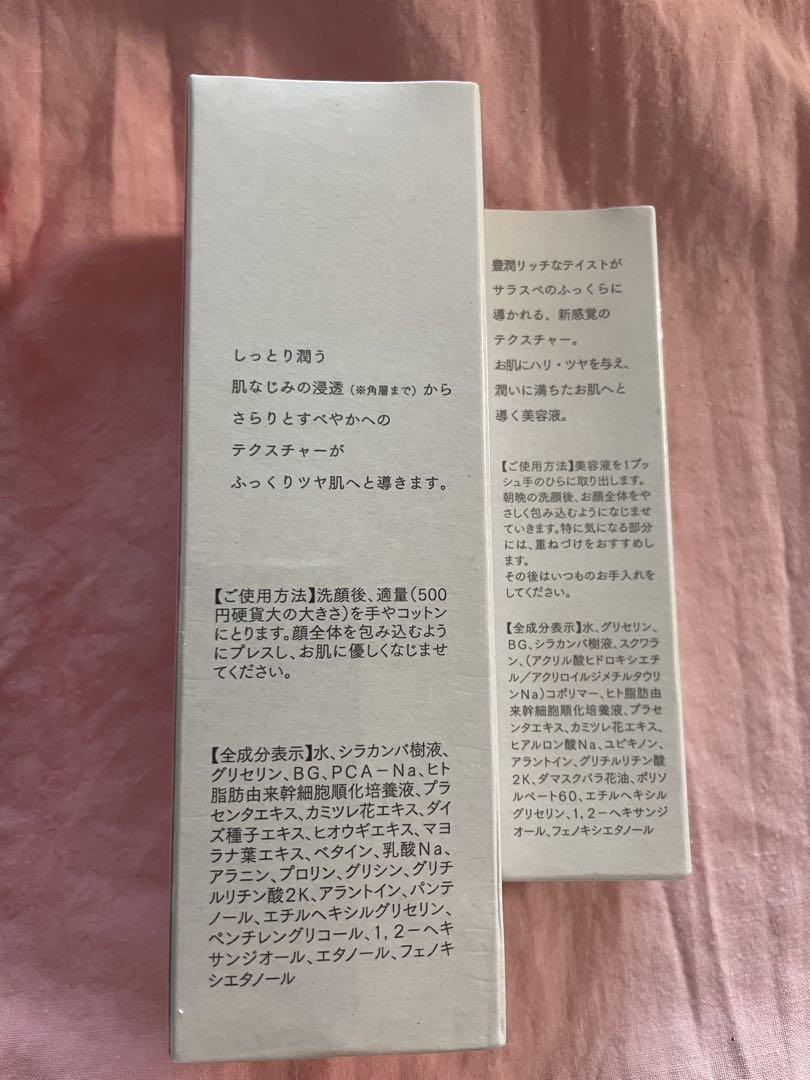 しっとり潤う
肌なじみの浸透（※角層まで）から
さらりとすべやかへの
テクスチャーが
ふっくりツヤ肌へと導きます。
【ご使用方法】洗顔後、適量(500
円硬貨大の大きさ)を手やコットン
にとります。顔全体を包み込むよう
にプレスし、お肌に優しくなじませ
てください。
【全成分表示】水、シラカンバ樹液、
グリセリン、BG、PCA－Na、ヒト
脂肪由来幹細胞順化培養液、プラ
センタエキス、カミツレ花エキス、ダイ
ズ種子エキス、ヒオウギエキス、マヨ
ラナ葉エキス、ベタイン、乳酸Na、
アラニン、プロリン、グリシン、グリチ
ルリチン酸2K、アラントイン、パンテ
ノール、エチルヘキシルグリセリン、
ペンチレングリコール、1,2－ヘキ
サンジオール、エタノール、フェノキ
シエタノール
豊潤リッチなテイストが
サラスベのふっくらに
導かれる、新感覚の
テクスチャー。
お肌にハリ・ツヤを与え、
潤いに満ちたお肌へと
導く美容液。
【ご使用方法】美容液を1プッ
シュ手のひらに取り出します。
朝晩の洗顔後、お顔全体をや
さしく包み込むようになじませ
ていきます。特に気になる部分
には、重ねづけをおすすめし
ます。
その後はいつものお手入れを
してください。
【全成分表示】水、グリセリン、
BG、シラカンバ樹液、スクワラ
ン、(アクリル酸ヒドロキシエチ
ル／アクリロイルジメチルタウリ
ンNa)コポリマー、ヒト脂肪由
来幹細胞順化培養液、プラセ
ンタエキス、カミツレ花エキス、
ヒアルロン酸Na、ユビキノン、
アラントイン、グリチルリチン酸
2K、ダマスクバラ花油、ポリソ
ルベート60、エチルヘキシル
グリセリン、1,2－ヘキサンジ
オール、フェノキシエタノール